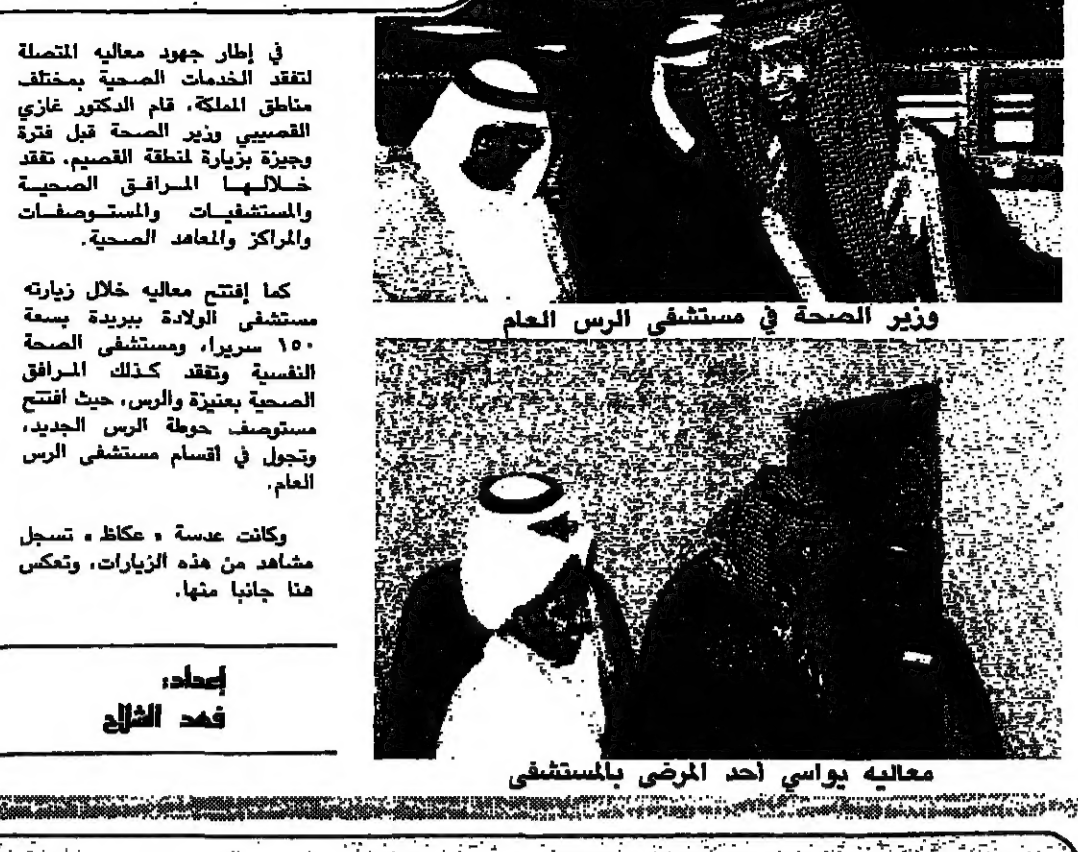 في إطار جهود معاليه المتصلة
لتفقد الخدمات الصحية بمختلف
مناطق المملكة، قام الدكتور غازي
القصيبي وزير الصحة قبل فترة
وجيزة بزيارة لمنطقة القصيم، تفقد
خلالها المرافق الصحية
والمستشفيات والمستوصفات
والمراكز والمعاهد الصحية.
كما إفتتح معاليه خلال زيارته
مستشفى الولادة ببريدة بسعة
١٥٠ سريرا، ومستشفى الصحة
النفسية وتفقد كذلك المرافق
الصحية بعنيزة والرس، حيث افتتح
مستوصف حوطة الرس الجديد،
وتجول في أقسام مستشفى الرس
العام.
وكانت عدسة « عكاظ » تسجل
مشاهد من هذه الزيارات، وتعكس
هنا جانبا منها.
إعداد:
فهد الشلاح
وزير الصحة في مستشفى الرس العام
معاليه يواسي أحد المرضى بالمستشفى